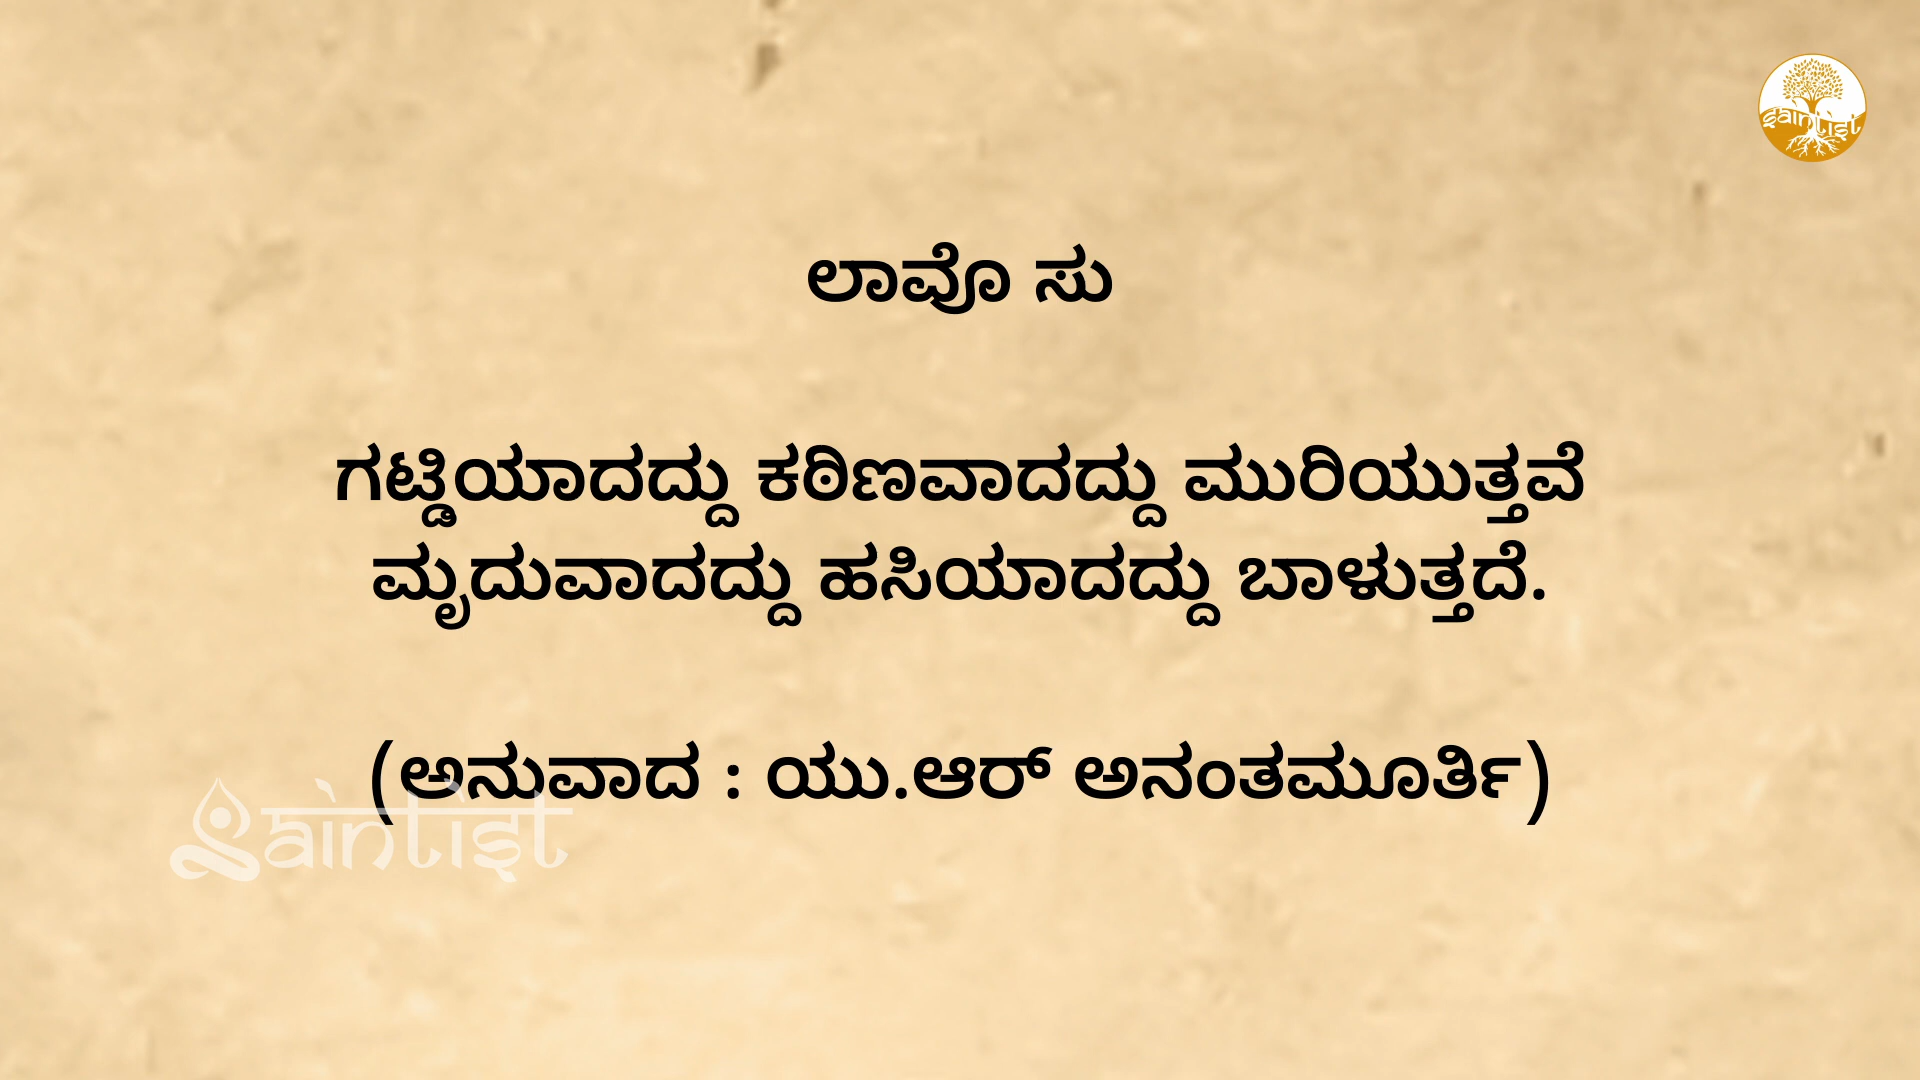 saintist
ಲಾವೊ ಸು
ಗಟ್ಟಿಯಾದದ್ದು ಕಠಿಣವಾದದ್ದು ಮುರಿಯುತ್ತವೆ
ಮೃದುವಾದದ್ದು ಹಸಿಯಾದದ್ದು ಬಾಳುತ್ತದೆ.
(ಅನುವಾದ : ಯು.ಆರ್ ಅನಂತಮೂರ್ತಿ)
saintist